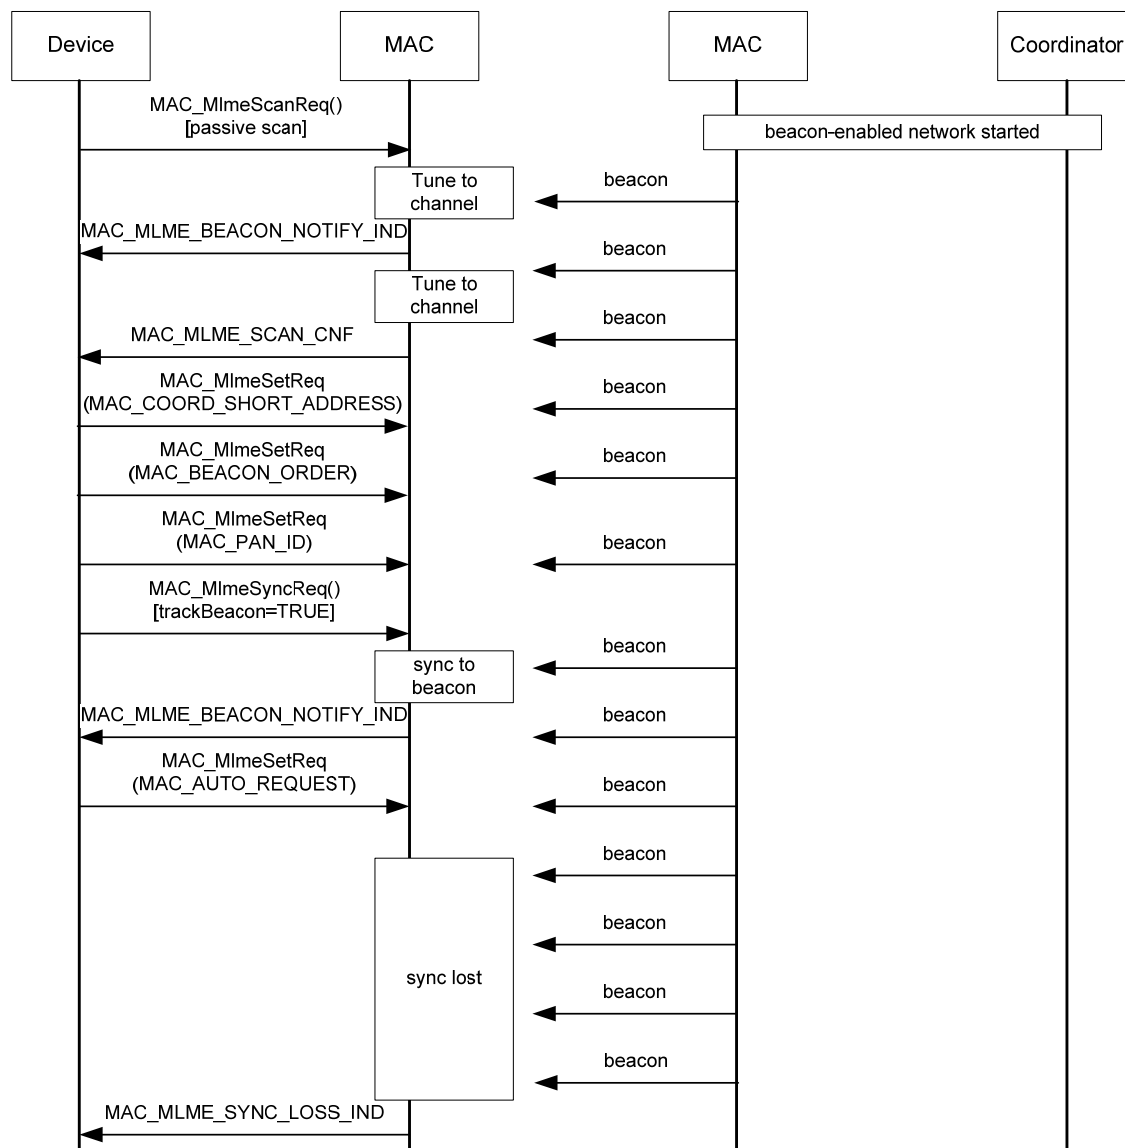 Device
MAC
MAC
Coordinator
MAC_MlmeScanReq()
[passive scan]
beacon-enabled network started
Tune to
channel
beacon
MAC_MLME_BEACON_NOTIFY_IND
beacon
Tune to
channel
beacon
MAC_MLME_SCAN_CNF
MAC_MlmeSetReq
(MAC_COORD_SHORT_ADDRESS)
beacon
MAC_MlmeSetReq
(MAC_BEACON_ORDER)
beacon
MAC_MlmeSetReq
(MAC_PAN_ID)
beacon
MAC_MlmeSyncReq()
[trackBeacon=TRUE]
beacon
sync to
beacon
MAC_MLME_BEACON_NOTIFY_IND
beacon
MAC_MlmeSetReq
(MAC_AUTO_REQUEST)
beacon
beacon
beacon
sync lost
beacon
beacon
MAC_MLME_SYNC_LOSS_IND